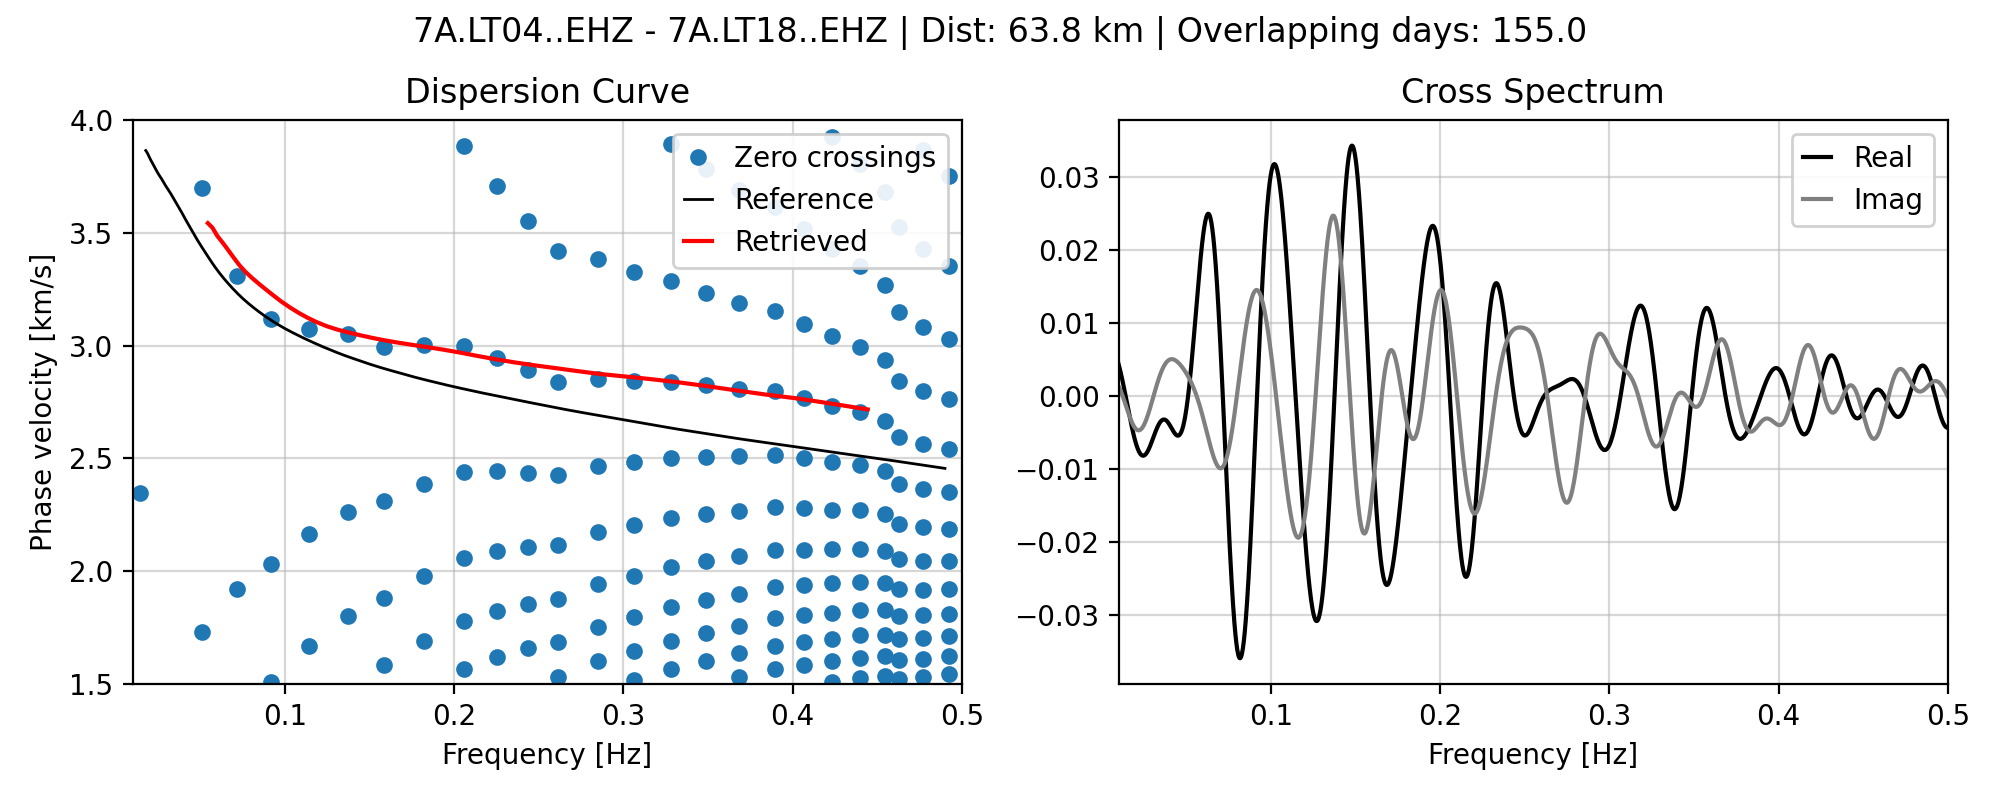 7A.LT04..EHZ - 7A.LT18..EHZ | Dist: 63.8 km | Overlapping days: 155.0
Dispersion Curve
4.0
3.5
3.0
2.5
2.0
1.5
Phase velocity [km/s]
Zero crossings
Reference
Retrieved
0.1 0.2 0.3 0.4 0.5
Frequency [Hz]
Cross Spectrum
0.03
0.02
0.01
0.00
−0.01
−0.02
−0.03
Real
Imag
0.1 0.2 0.3 0.4 0.5
Frequency [Hz]